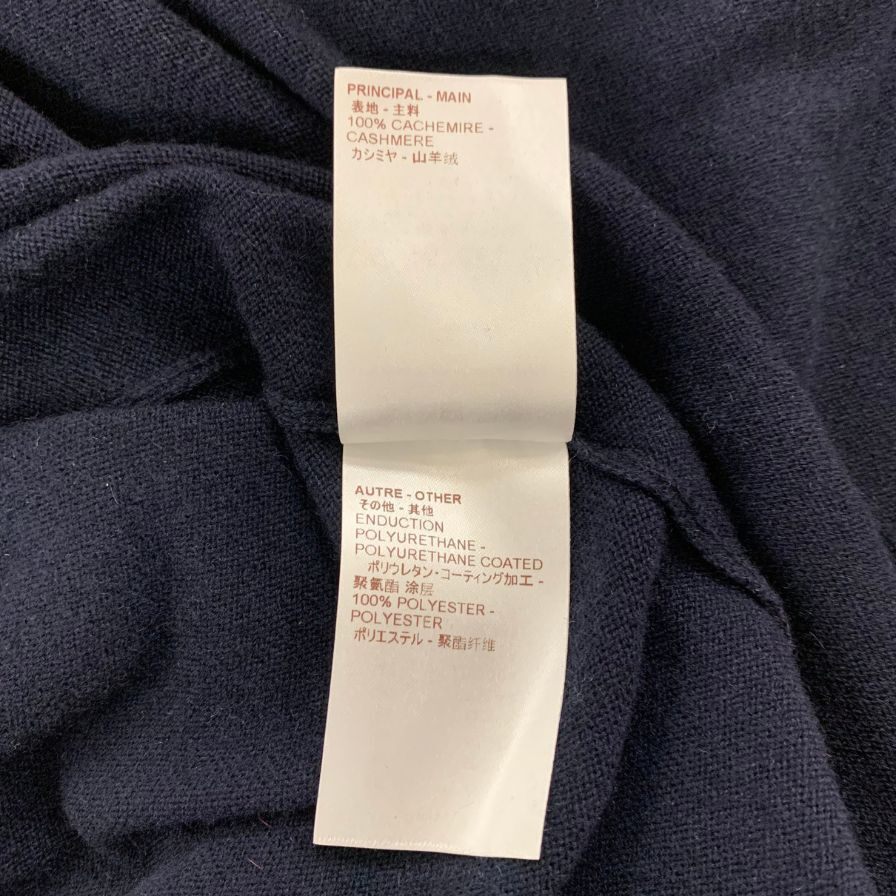 PRINCIPAL - MAIN
表地 - 主料
100% CACHEMIRE -
CASHMERE
カシミヤ - 山羊绒
AUTRE - OTHER
その他 - 其他
ENDUCTION
POLYURETHANE -
POLYURETHANE COATED
ポリウレタン・コーティング加工 -
聚氨酯 涂层
100% POLYESTER -
POLYESTER
ポリエステル - 聚酯纤维